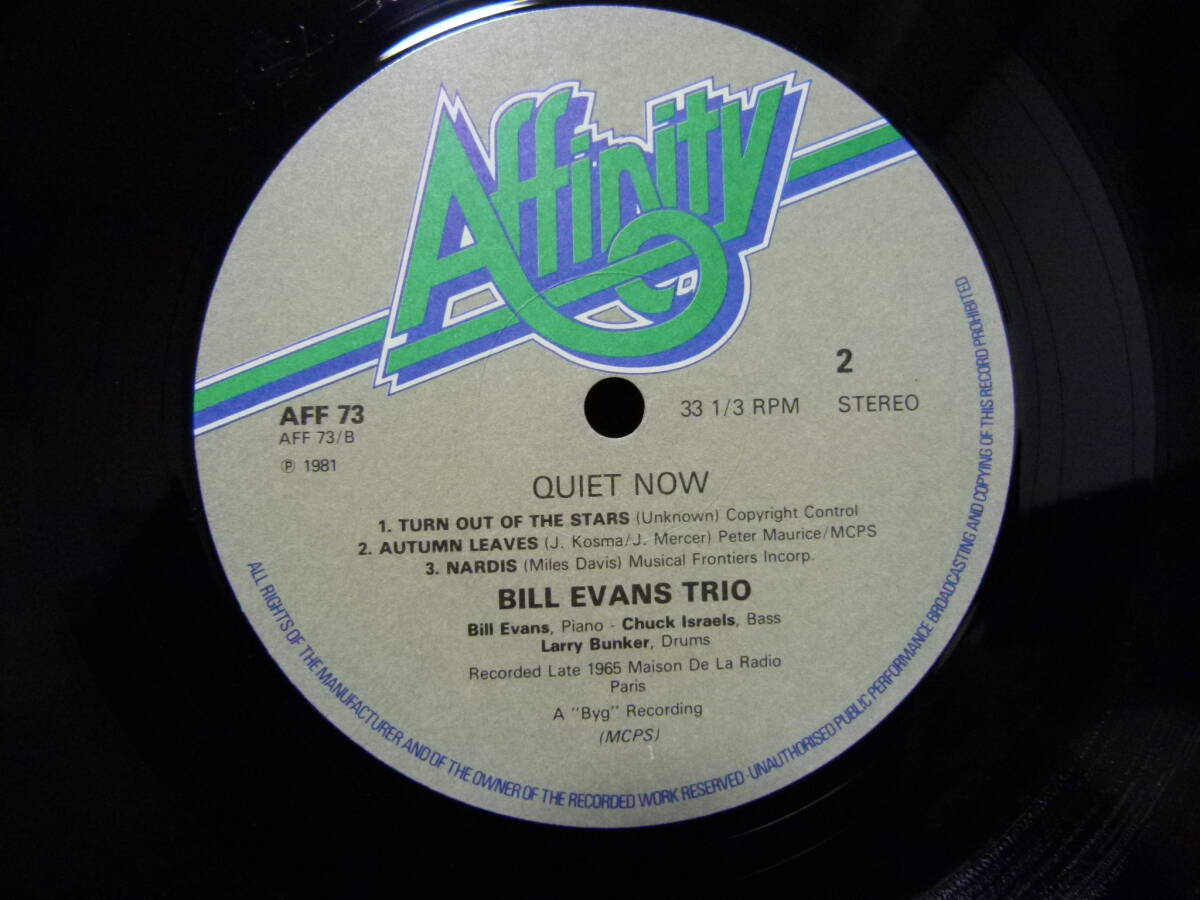 Affinity
2
AFF 73
33 1/3 RPM STEREO
AFF 73/B
℗ 1981
QUIET NOW
1. TURN OUT OF THE STARS (Unknown) Copyright Control
2. AUTUMN LEAVES (J. Kosma/J. Mercer) Peter Maurice/MCPS
3. NARDIS (Miles Davis) Musical Frontiers Incorp.
BILL EVANS TRIO
Bill Evans, Piano - Chuck Israels, Bass
Larry Bunker, Drums
Recorded Late 1965 Maison De La Radio
Paris
A "Byg" Recording
(MCPS)
ALL RIGHTS OF THE MANUFACTURER AND OF THE OWNER OF THE RECORDED WORK RESERVED · UNAUTHORISED PUBLIC PERFORMANCE BROADCASTING AND COPYING OF THIS RECORD PROHIBITED